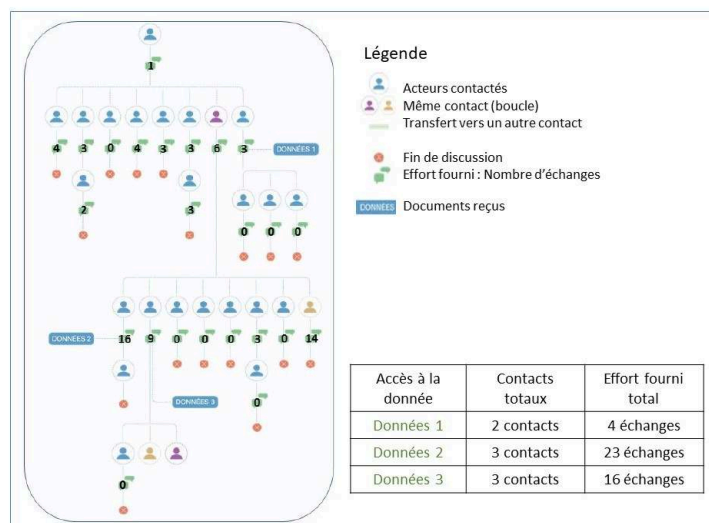 1
4 3 0 4 3 3 6 3
DONNÉES 1
2 3
0 0 0
DONNÉES 2
16 9 0 0 0 3 0 14
DONNÉES 3
0
0
Légende
Acteurs contactés
Même contact (boucle)
Transfert vers un autre contact
Fin de discussion
Effort fourni : Nombre d'échanges
DONNÉES Documents reçus
Accès à la donnée Contacts totaux Effort fourni total
Données 1 2 contacts 4 échanges
Données 2 3 contacts 23 échanges
Données 3 3 contacts 16 échanges